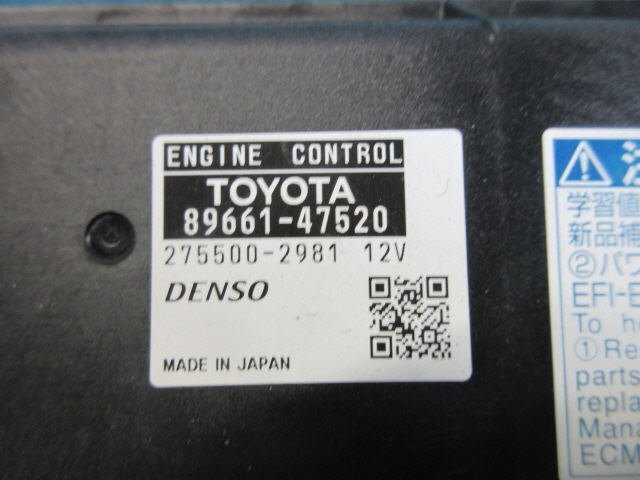 ENGINE CONTROL
TOYOTA
89661-47520
275500-2981 12V
DENSO
MADE IN JAPAN
学習値
新品補
②パワ
EFI-E
To h
①Re
parts
repla
Mana
ECM